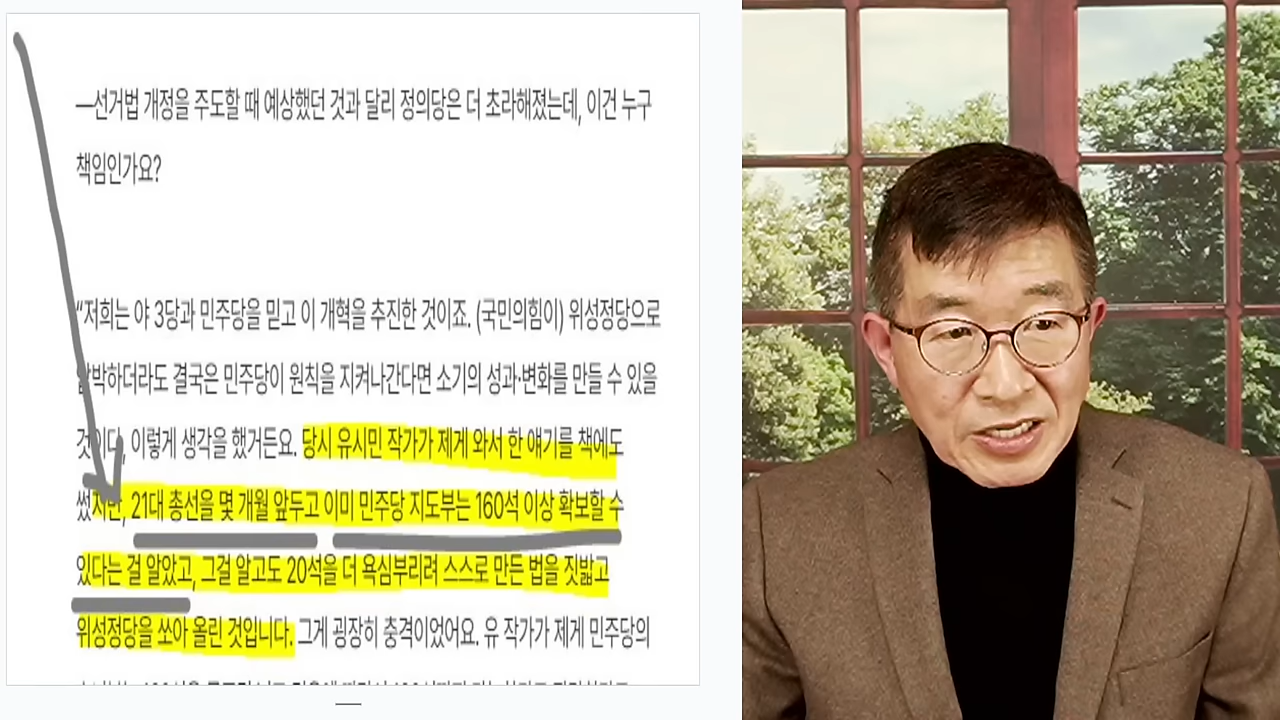 —선거법 개정을 주도할 때 예상했던 것과 달리 정의당은 더 초라해졌는데, 이건 누구
책임인가요?
“저희는 야 3당과 민주당을 믿고 이 개혁을 추진한 것이죠. (국민의힘이) 위성정당으로
압박하더라도 결국은 민주당이 원칙을 지켜나간다면 소기의 성과·변화를 만들 수 있을
것이다, 이렇게 생각을 했거든요. 당시 유시민 작가가 제게 와서 한 얘기를 책에도
썼지만, 21대 총선을 몇 개월 앞두고 이미 민주당 지도부는 160석 이상 확보할 수
있다는 걸 알았고, 그걸 알고도 20석을 더 욕심부리려 스스로 만든 법을 짓밟고
위성정당을 쏘아 올린 것입니다. 그게 굉장히 충격이었어요. 유 작가가 제게 민주당의